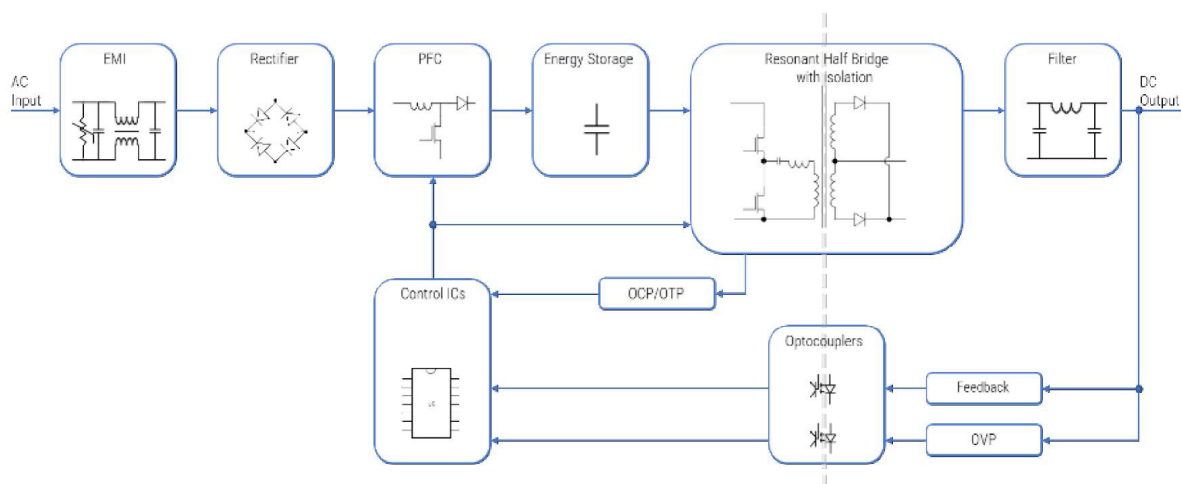 EMI
Rectifier
PFC
Energy Storage
Resonant Half Bridge
with isolation
Filter
AC
Input
DC
Output
Control ICs
OCP/OTP
Optocouplers
Feedback
OVP